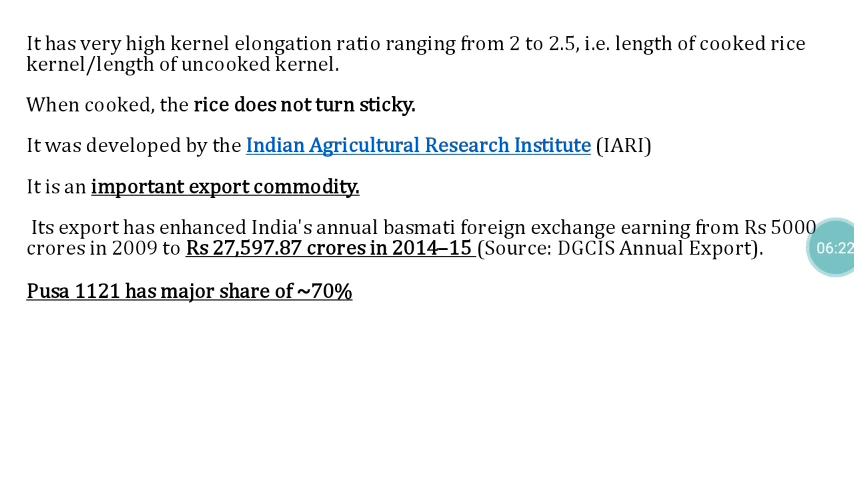 It has very high kernel elongation ratio ranging from 2 to 2.5, i.e. length of cooked rice
kernel/length of uncooked kernel.
When cooked, the rice does not turn sticky.
It was developed by the Indian Agricultural Research Institute (IARI)
It is an important export commodity.
Its export has enhanced India's annual basmati foreign exchange earning from Rs 5000
crores in 2009 to Rs 27,597.87 crores in 2014–15 (Source: DGCIS Annual Export).
06:22
Pusa 1121 has major share of ~70%